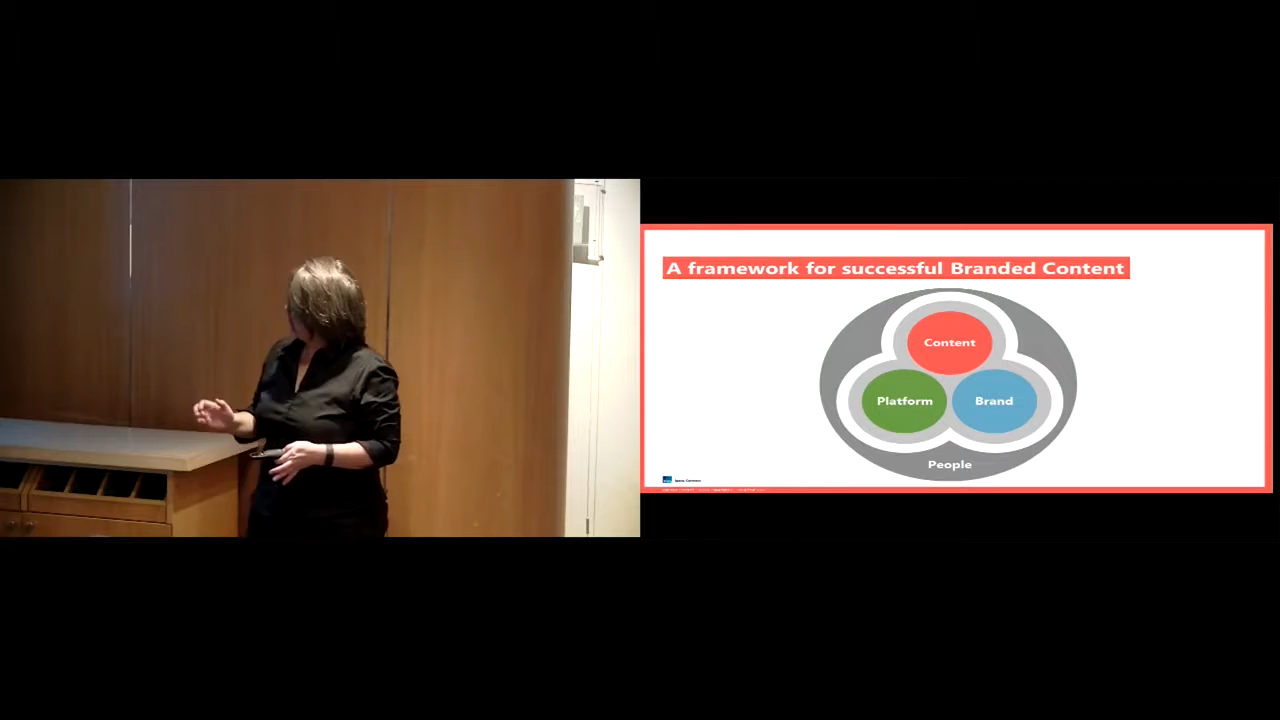 A framework for successful Branded Content
Content
Platform
Brand
People